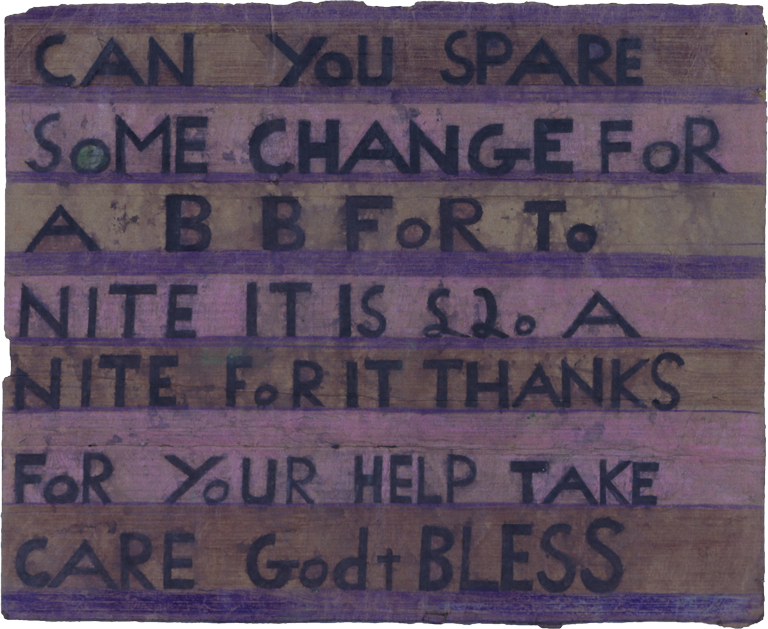 CAN YOU SPARE
SOME CHANGE FOR
A B B FOR TO
NITE IT IS £20 A
NITE FOR IT THANKS
FOR YOUR HELP TAKE
CARE God + BLESS